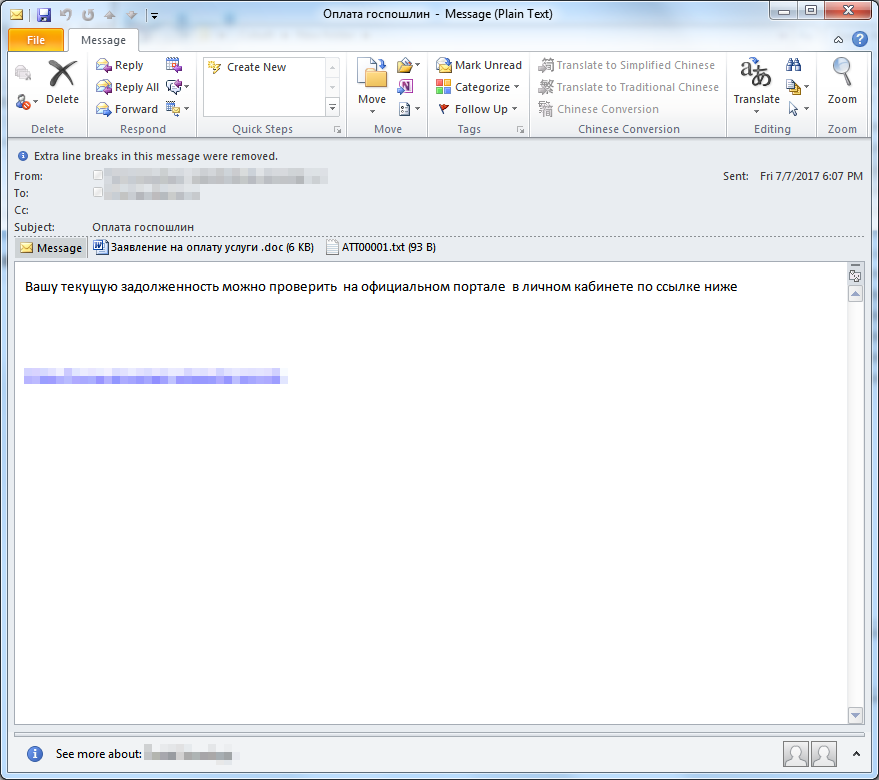 Оплата госпошлин - Message (Plain Text)
File Message
Delete
Delete
Reply
Reply All
Forward
Respond
Create New
Quick Steps
Move
Move
Mark Unread
Categorize
Follow Up
Tags
Translate to Simplified Chinese
Translate to Traditional Chinese
Chinese Conversion
Chinese Conversion
Translate
Editing
Zoom
Zoom
Extra line breaks in this message were removed.
From: Sent: Fri 7/7/2017 6:07 PM
To:
Cc:
Subject: Оплата госпошлин
Message Заявление на оплату услуги .doc (6 KB) ATT00001.txt (93 B)
Вашу текущую задолженность можно проверить на официальном портале в личном кабинете по ссылке ниже
See more about: